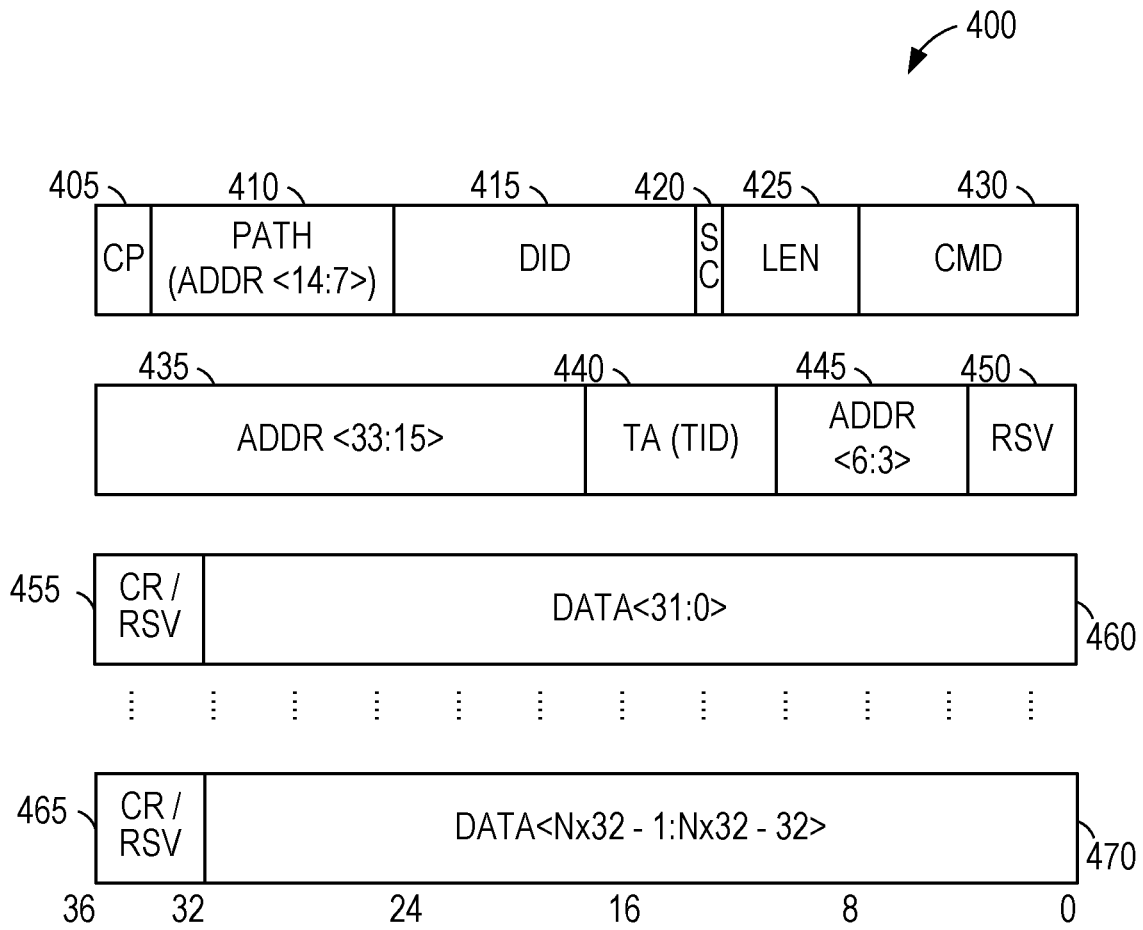 400
405 410 415 420 425 430
CP
PATH
(ADDR <14:7>)
DID
S
C
LEN
CMD
435 440 445 450
ADDR <33:15>
TA (TID)
ADDR
<6:3>
RSV
455
CR /
RSV
DATA<31:0>
460
465
CR /
RSV
DATA<Nx32 - 1:Nx32 - 32>
470
36 32 24 16 8 0